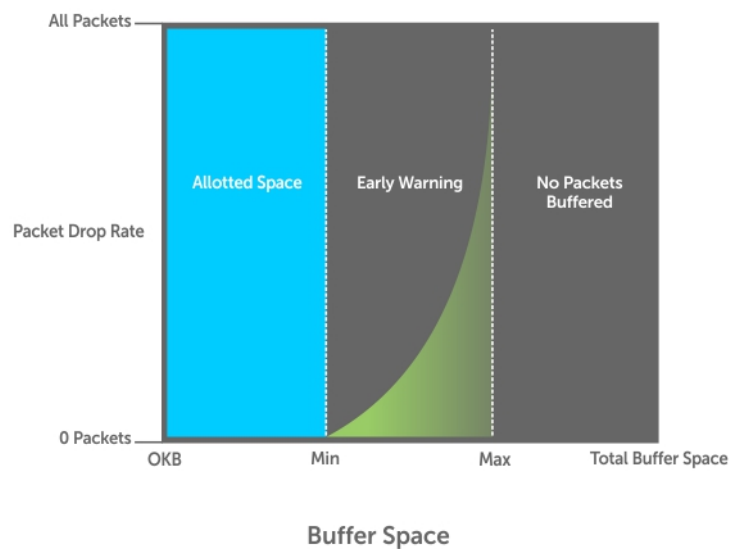 All Packets
Allotted Space
Early Warning
No Packets
Buffered
Packet Drop Rate
0 Packets
OKB
Min
Max
Total Buffer Space
Buffer Space